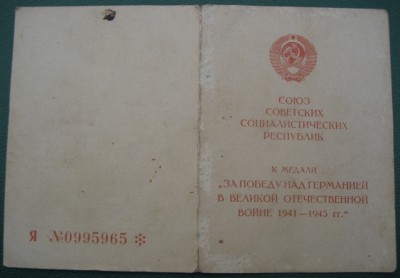 СОЮЗ
СОВЕТСКИХ
СОЦИАЛИСТИЧЕСКИХ
РЕСПУБЛИК
К МЕДАЛИ
„ЗА ПОБЕДУ НАД ГЕРМАНИЕЙ
В ВЕЛИКОЙ ОТЕЧЕСТВЕННОЙ
ВОЙНЕ 1941—1945 гг.“
Я №0995965